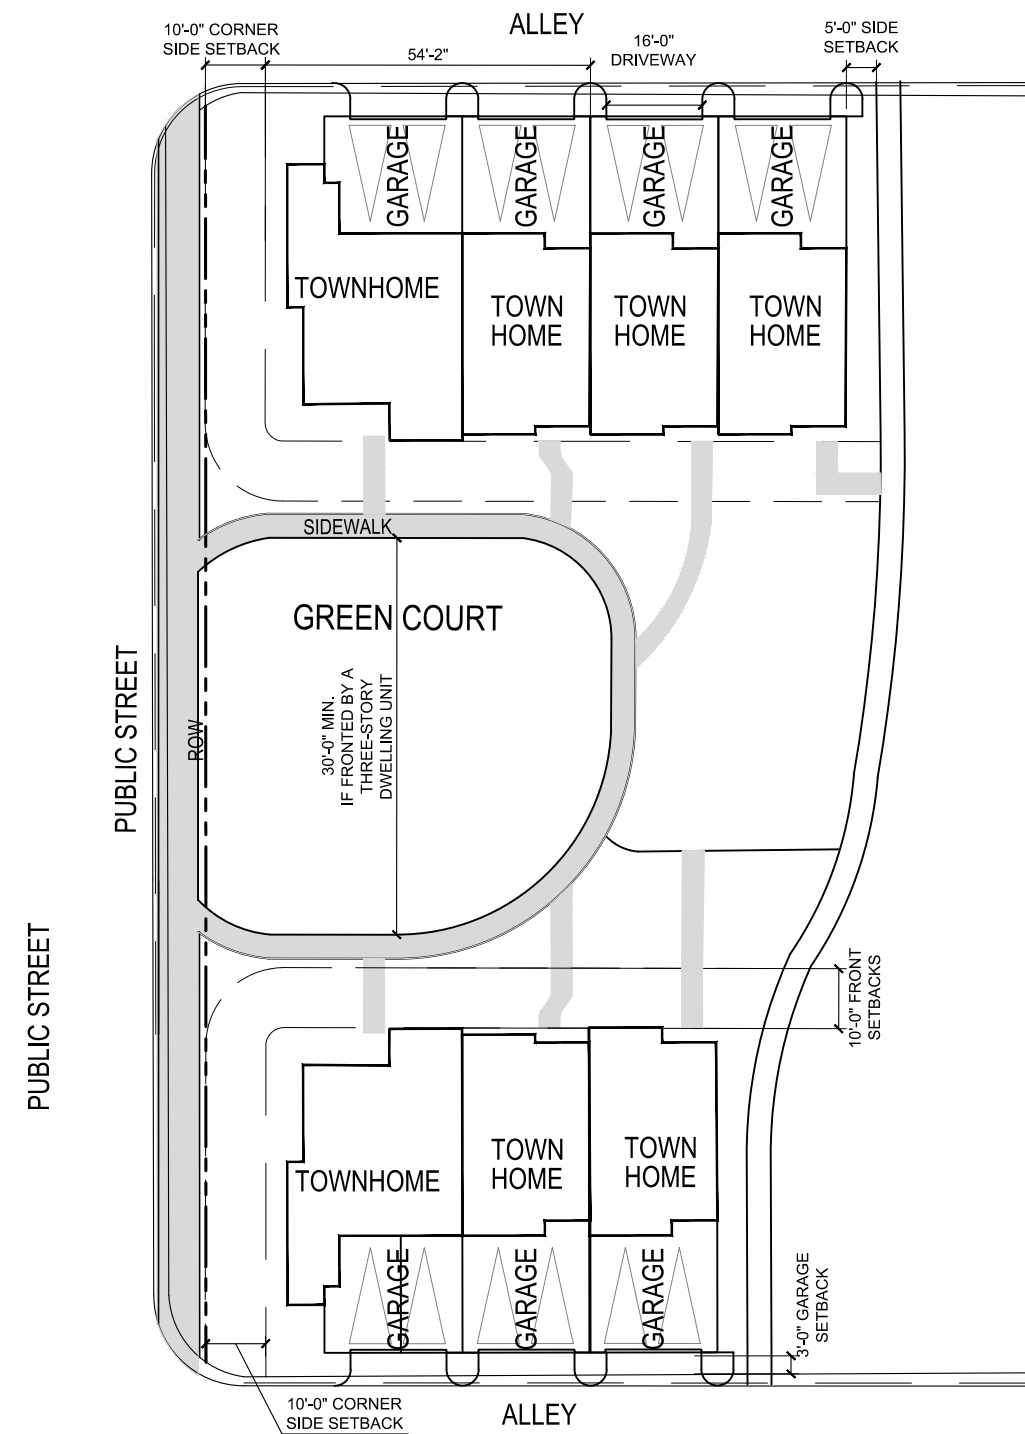 ALLEY
10'-0" CORNER
SIDE SETBACK
54'-2"
16'-0"
DRIVEWAY
5'-0" SIDE
SETBACK
GARAGE
GARAGE
GARAGE
GARAGE
TOWNHOME
TOWN
HOME
TOWN
HOME
TOWN
HOME
SIDEWALK
GREEN COURT
30'-0" MIN.
IF FRONTED BY A
THREE-STORY
DWELLING UNIT
ROW
PUBLIC STREET
PUBLIC STREET
10'-0" FRONT
SETBACKS
TOWNHOME
TOWN
HOME
TOWN
HOME
GARAGE
GARAGE
GARAGE
3'-0" GARAGE
SETBACK
10'-0" CORNER
SIDE SETBACK
ALLEY